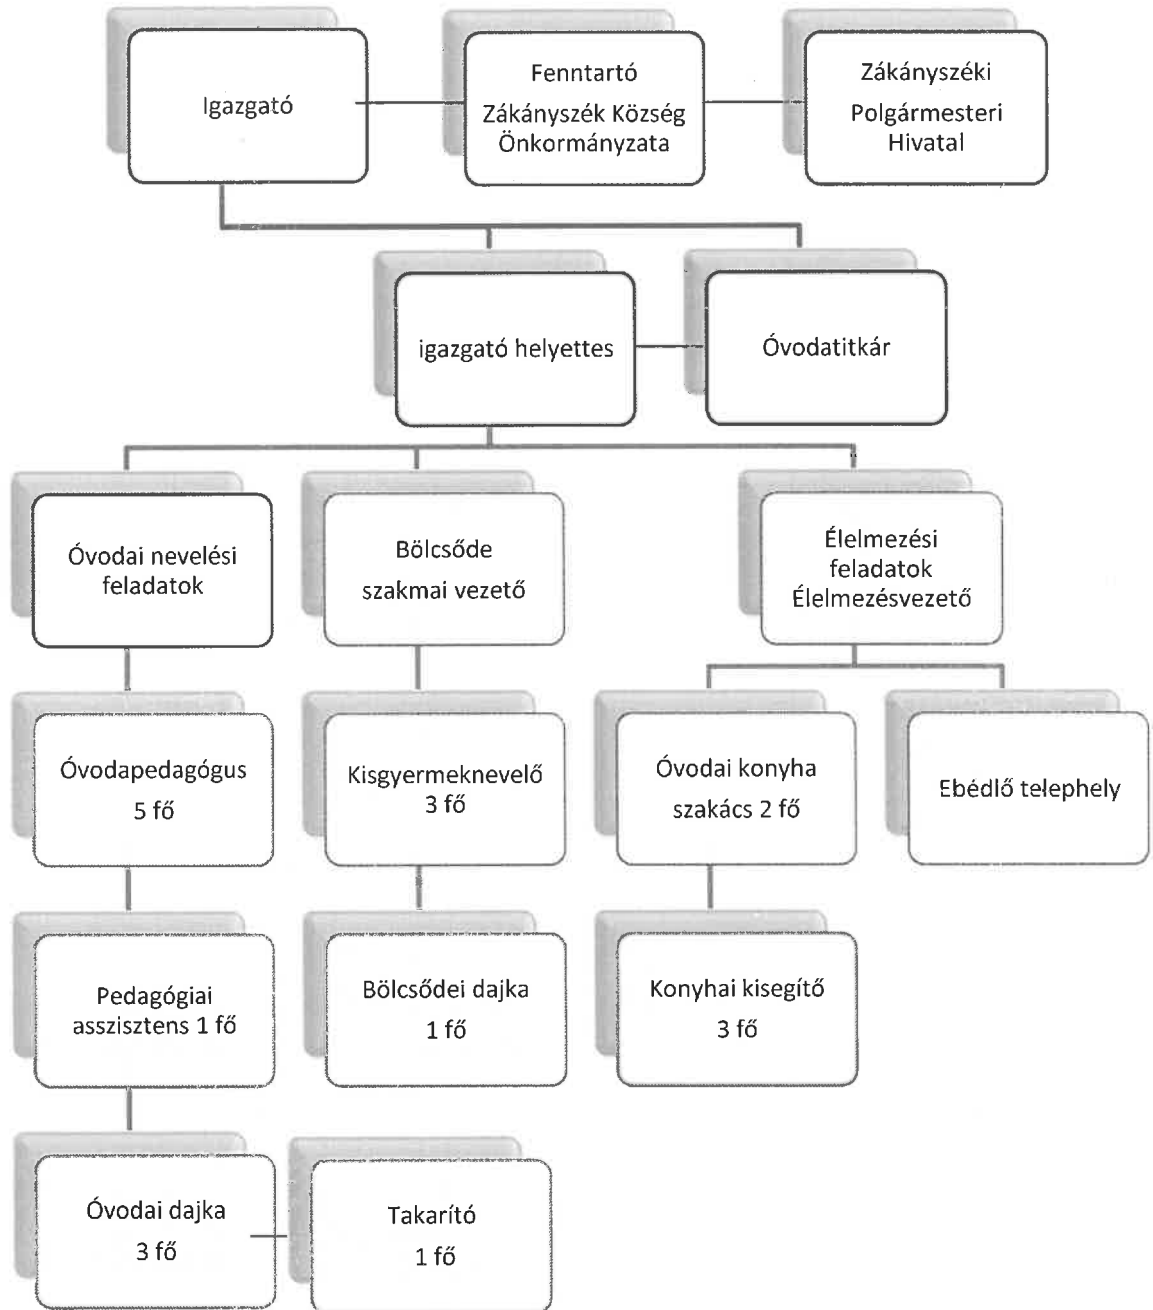 Igazgató
Fenntartó
Zákányszék Község
Önkormányzata
Zákányszéki
Polgármesteri
Hivatal
igazgató helyettes
Óvodatitkár
Óvodai nevelési
feladatok
Bölcsőde
szakmai vezető
Élelmezési
feladatok
Élelmezésvezető
Óvodapedagógus
5 fő
Kisgyermeknevelő
3 fő
Óvodai konyha
szakács 2 fő
Ebédlő telephely
Pedagógiai
asszisztens 1 fő
Bölcsődei dajka
1 fő
Konyhai kisegítő
3 fő
Óvodai dajka
3 fő
Takarító
1 fő